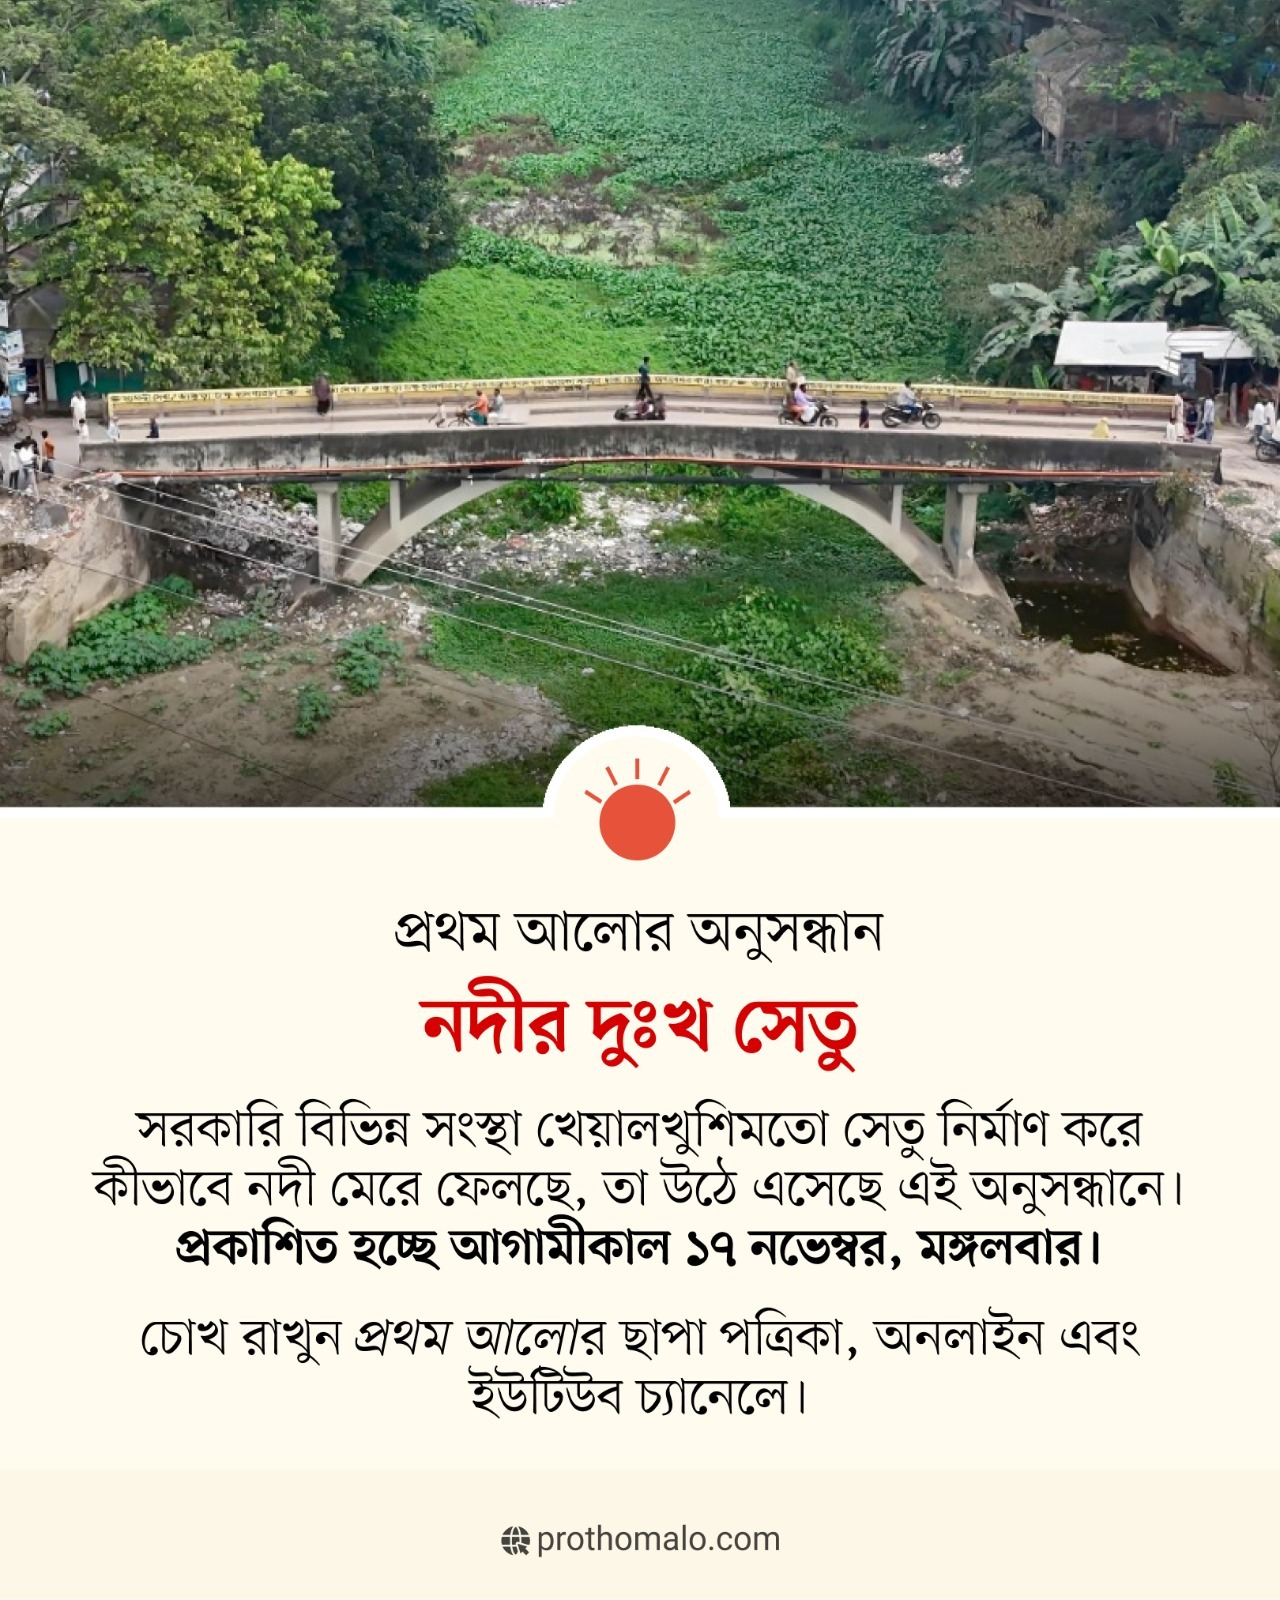 প্রথম আলোর অনুসন্ধান
নদীর দুঃখ সেতু
সরকারি বিভিন্ন সংস্থা খেয়ালখুশিমতো সেতু নির্মাণ করে
কীভাবে নদী মেরে ফেলছে, তা উঠে এসেছে এই অনুসন্ধানে।
প্রকাশিত হচ্ছে আগামীকাল ১৭ নভেম্বর, মঙ্গলবার।
চোখ রাখুন প্রথম আলোর ছাপা পত্রিকা, অনলাইন এবং
ইউটিউব চ্যানেলে।
prothomalo.com